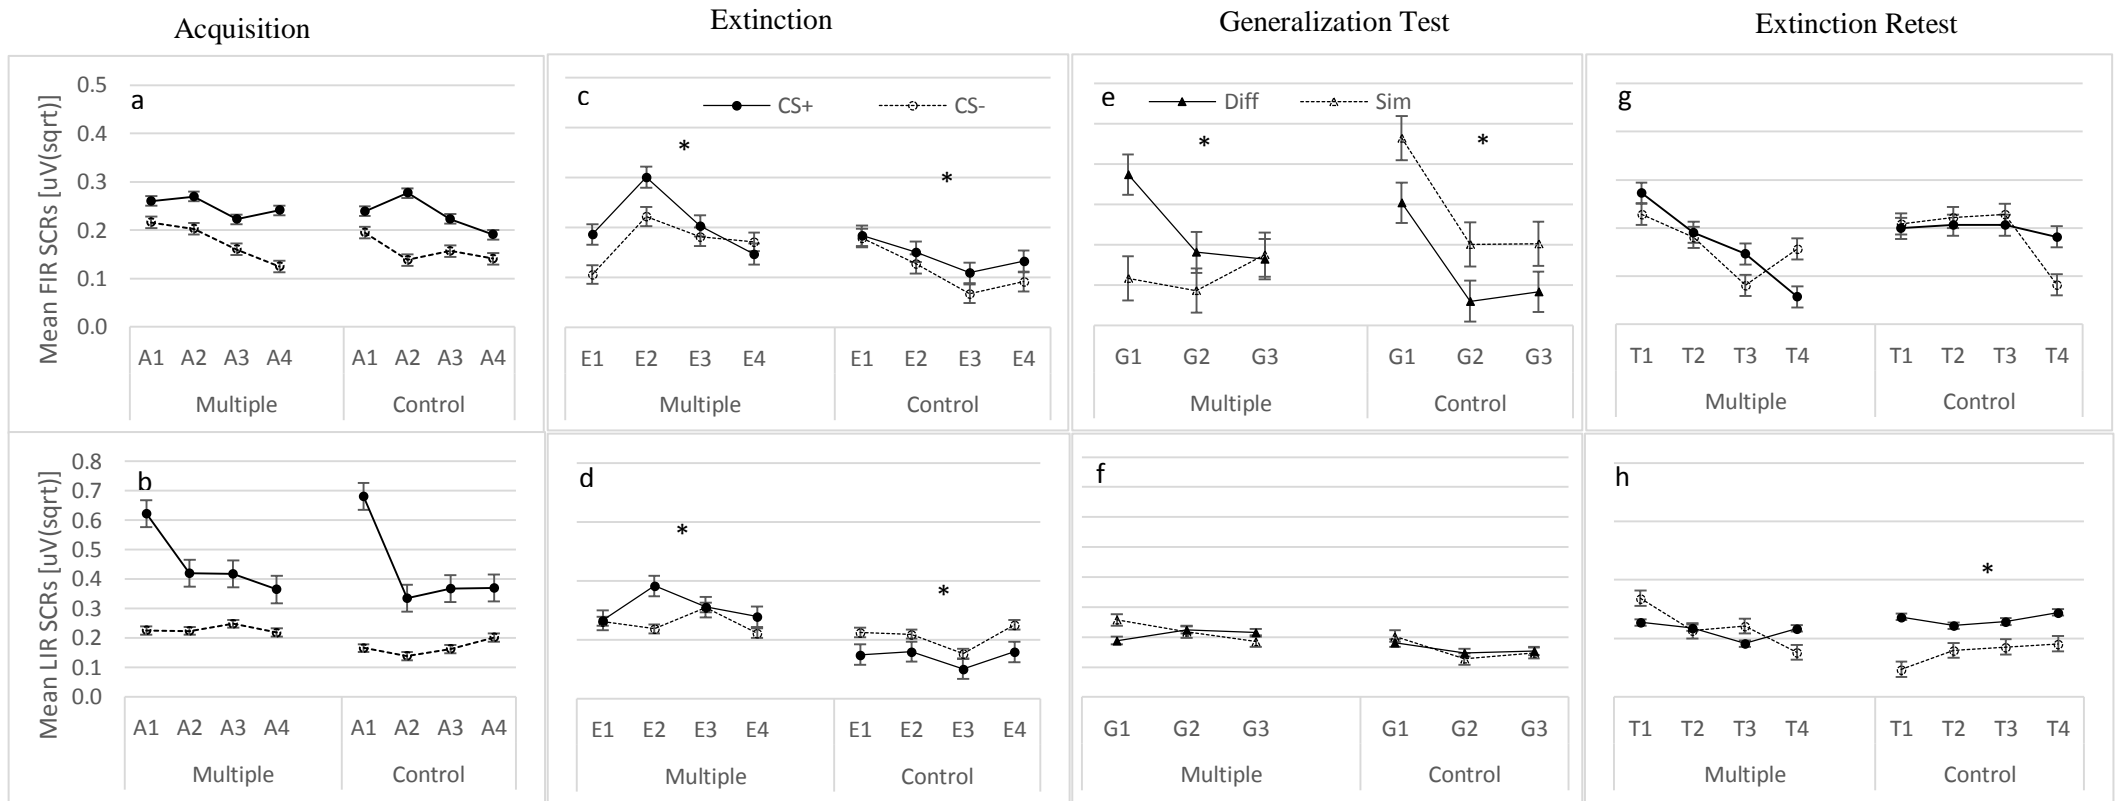 Acquisition
Extinction
Generalization Test
Extinction Retest
Mean FIR SCRs [uV(sqrt)]
0.5
0.4
0.3
0.2
0.1
0.0
a
A1 A2 A3 A4 A1 A2 A3 A4
Multiple Control
c
CS+ CS-
*
*
E1 E2 E3 E4 E1 E2 E3 E4
Multiple Control
e
Diff Sim
* *
G1 G2 G3 G1 G2 G3
Multiple Control
g
T1 T2 T3 T4 T1 T2 T3 T4
Multiple Control
Mean LIR SCRs [uV(sqrt)]
0.8
0.7
0.6
0.5
0.4
0.3
0.2
0.1
0.0
b
A1 A2 A3 A4 A1 A2 A3 A4
Multiple Control
d
*
*
E1 E2 E3 E4 E1 E2 E3 E4
Multiple Control
f
G1 G2 G3 G1 G2 G3
Multiple Control
h
*
T1 T2 T3 T4 T1 T2 T3 T4
Multiple Control